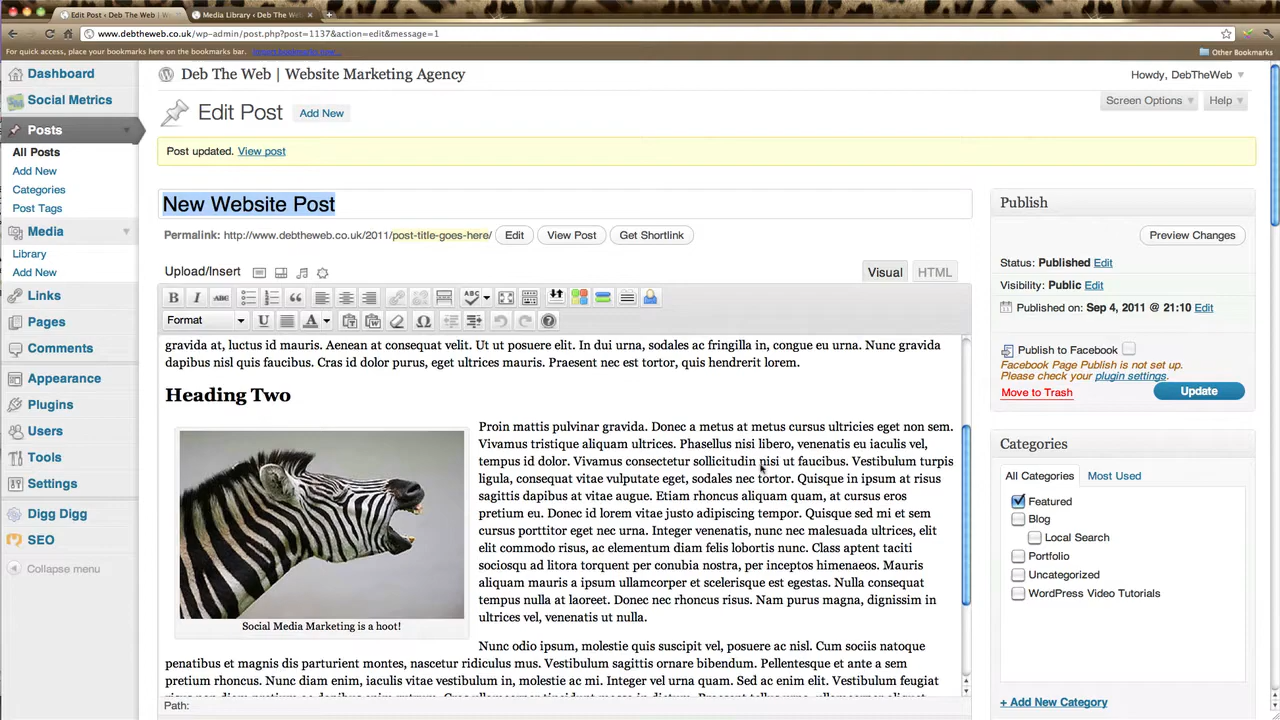 Edit Post ‹ Deb The Web | W
Media Library ‹ Deb The We
www.debtheweb.co.uk/wp-admin/post.php?post=1137&action=edit&message=1
For quick access, place your bookmarks here on the bookmarks bar.
Other Bookmarks
Dashboard
Social Metrics
Posts
All Posts
Add New
Categories
Post Tags
Media
Library
Add New
Links
Pages
Comments
Appearance
Plugins
Users
Tools
Settings
Digg Digg
SEO
Collapse menu
Deb The Web | Website Marketing Agency
Howdy, DebTheWeb
Screen Options
Help
Edit Post
Add New
Post updated. View post
New Website Post
Permalink: http://www.debtheweb.co.uk/2011/post-title-goes-here/ Edit View Post Get Shortlink
Upload/Insert
Visual
HTML
B I ABC
ABC
Format
U
A
gravida at, luctus id mauris. Aenean at consequat velit. Ut ut posuere elit. In dui urna, sodales ac fringilla in, congue eu urna. Nunc gravida
dapibus nisl quis faucibus. Cras id dolor purus, eget ultrices mauris. Praesent nec est tortor, quis hendrerit lorem.
Heading Two
Proin mattis pulvinar gravida. Donec a metus at metus cursus ultricies eget non sem.
Vivamus tristique aliquam ultrices. Phasellus nisi libero, venenatis eu iaculis vel,
tempus id dolor. Vivamus consectetur sollicitudin nisi ut faucibus. Vestibulum turpis
ligula, consequat vitae vulputate eget, sodales nec tortor. Quisque in ipsum at risus
sagittis dapibus at vitae augue. Etiam rhoncus aliquam quam, at cursus eros
pretium eu. Donec id lorem vitae justo adipiscing tempor. Quisque sed mi et sem
cursus porttitor eget nec urna. Integer venenatis, nunc nec malesuada ultrices, elit
elit commodo risus, ac elementum diam felis lobortis nunc. Class aptent taciti
sociosqu ad litora torquent per conubia nostra, per inceptos himenaeos. Mauris
aliquam mauris a ipsum ullamcorper et scelerisque est egestas. Nulla consequat
tempus nulla at laoreet. Donec nec rhoncus risus. Nam purus magna, dignissim in
ultrices vel, venenatis ut nulla.
Social Media Marketing is a hoot!
Nunc odio ipsum, molestie quis suscipit vel, posuere ac nisl. Cum sociis natoque
penatibus et magnis dis parturient montes, nascetur ridiculus mus. Vestibulum sagittis ornare bibendum. Pellentesque et ante a sem
pretium rhoncus. Nunc diam enim, iaculis vitae vestibulum in, molestie ac mi. Integer vel urna quam. Sed ac enim elit. Vestibulum feugiat
Path:
Publish
Preview Changes
Status: Published Edit
Visibility: Public Edit
Published on: Sep 4, 2011 @ 21:10 Edit
Publish to Facebook
Facebook Page Publish is not set up.
Please check your plugin settings.
Move to Trash
Update
Categories
All Categories
Most Used
Featured
Blog
Local Search
Portfolio
Uncategorized
WordPress Video Tutorials
+ Add New Category